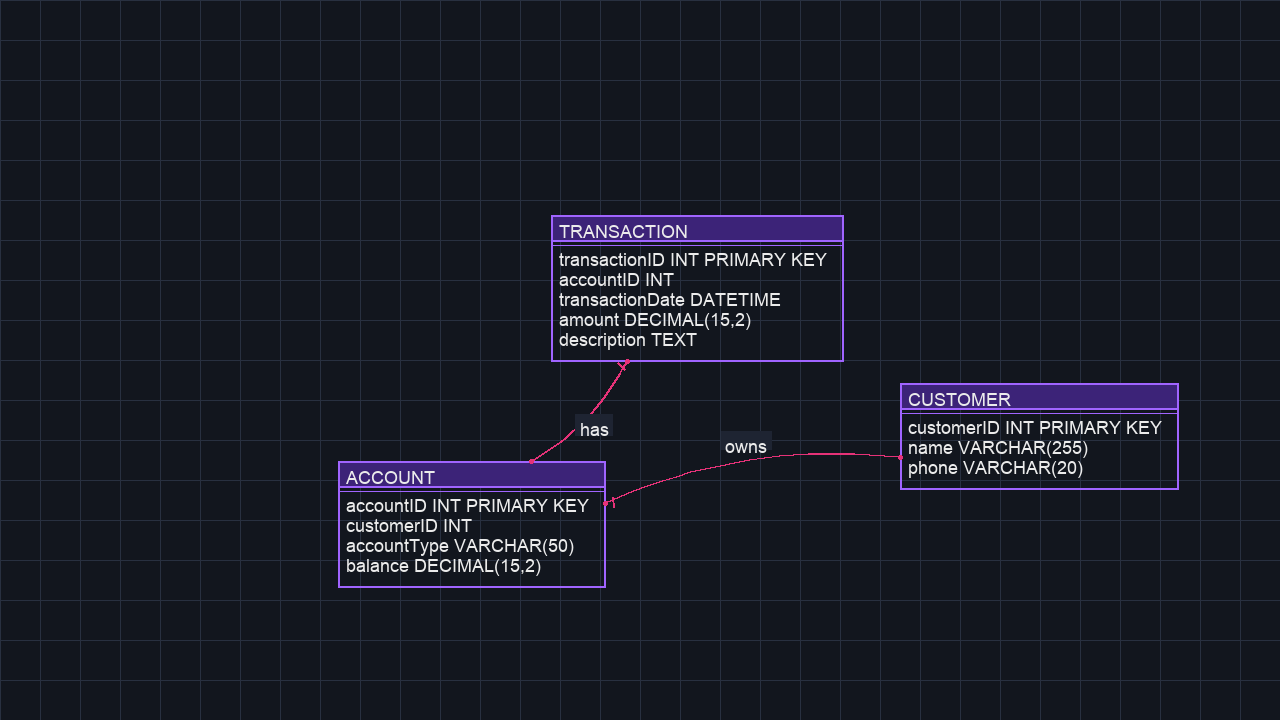 TRANSACTION
transactionID INT PRIMARY KEY
accountID INT
transactionDate DATETIME
amount DECIMAL(15,2)
description TEXT
CUSTOMER
customerID INT PRIMARY KEY
name VARCHAR(255)
phone VARCHAR(20)
has
owns
ACCOUNT
accountID INT PRIMARY KEY
customerID INT
accountType VARCHAR(50)
balance DECIMAL(15,2)